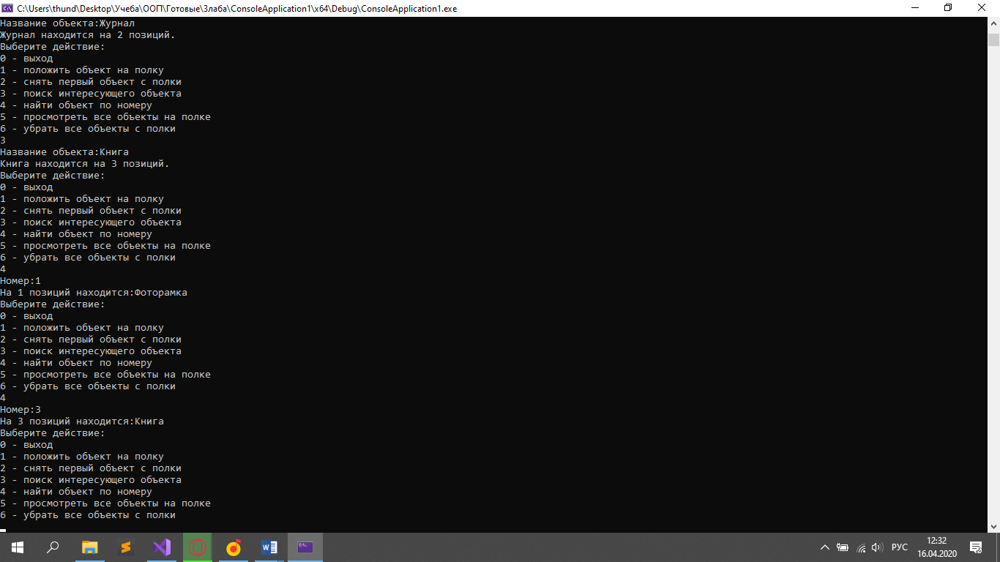 C:\Users\thund\Desktop\Учеба\ООП\Готовые\3лаба\ConsoleApplication1\x64\Debug\ConsoleApplication1.exe
Название объекта:Журнал
Журнал находится на 2 позиций.
Выберите действие:
0 - выход
1 - положить объект на полку
2 - снять первый объект с полки
3 - поиск интересующего объекта
4 - найти объект по номеру
5 - просмотреть все объекты на полке
6 - убрать все объекты с полки
3
Название объекта:Книга
Книга находится на 3 позиций.
Выберите действие:
0 - выход
1 - положить объект на полку
2 - снять первый объект с полки
3 - поиск интересующего объекта
4 - найти объект по номеру
5 - просмотреть все объекты на полке
6 - убрать все объекты с полки
4
Номер:1
На 1 позиций находится:Фоторамка
Выберите действие:
0 - выход
1 - положить объект на полку
2 - снять первый объект с полки
3 - поиск интересующего объекта
4 - найти объект по номеру
5 - просмотреть все объекты на полке
6 - убрать все объекты с полки
4
Номер:3
На 3 позиций находится:Книга
Выберите действие:
0 - выход
1 - положить объект на полку
2 - снять первый объект с полки
3 - поиск интересующего объекта
4 - найти объект по номеру
5 - просмотреть все объекты на полке
6 - убрать все объекты с полки
РУС
12:32
16.04.2020